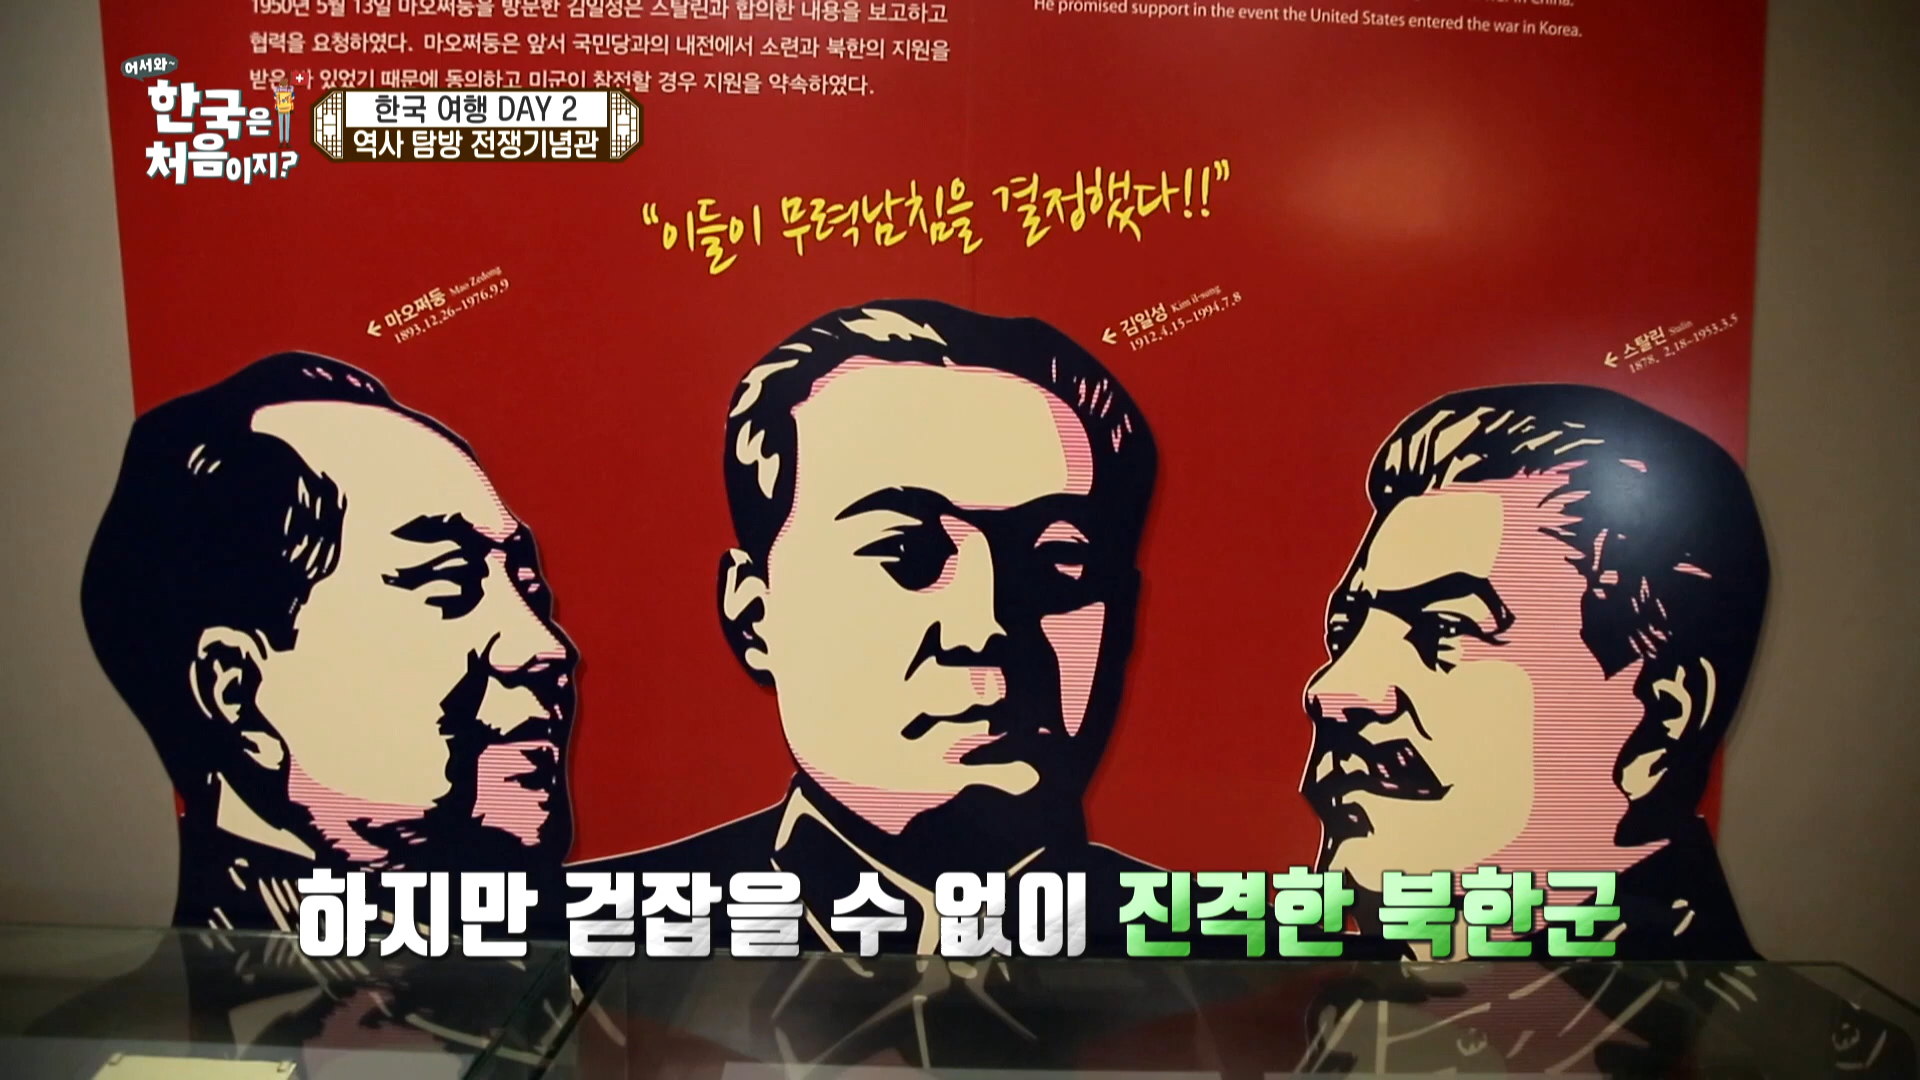 1950년 5월 13일 마오쩌둥을 방문한 김일성은 스탈린과 합의한 내용을 보고하고
협력을 요청하였다. 마오쩌둥은 앞서 국민당과의 내전에서 소련과 북한의 지원을
받은 바 있었기 때문에 동의하고 미군이 참전할 경우 지원을 약속하였다.
He promised support in the event the United States entered the war in Korea.
어서와~
한국은
처음이지?
한국 여행 DAY 2
역사 탐방 전쟁기념관
“이들이 무력남침을 결정했다!!”
마오쩌둥 Mao Zedong
1893.12.26~1976.9.9
김일성 Kim Il-sung
1912.4.15~1994.7.8
스탈린 Stalin
1878. 2.18~1953.3.5
하지만 걷잡을 수 없이 진격한 북한군